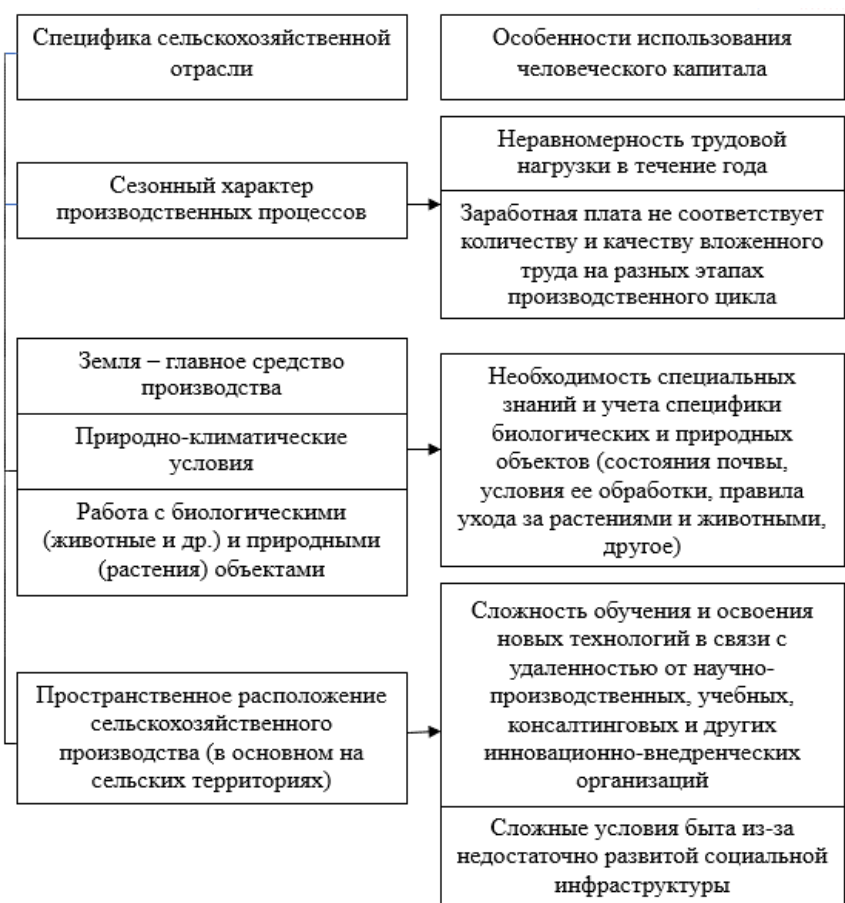 Специфика сельскохозяйственной
отрасли
Особенности использования
человеческого капитала
Сезонный характер
производственных процессов
Неравномерность трудовой
нагрузки в течение года
Заработная плата не соответствует
количеству и качеству вложенного
труда на разных этапах
производственного цикла
Земля – главное средство
производства
Природно-климатические
условия
Работа с биологическими
(животные и др.) и природными
(растения) объектами
Необходимость специальных
знаний и учета специфики
биологических и природных
объектов (состояния почвы,
условия ее обработки, правила
ухода за растениями и животными,
другое)
Пространственное расположение
сельскохозяйственного
производства (в основном на
сельских территориях)
Сложность обучения и освоения
новых технологий в связи с
удаленностью от научно-
производственных, учебных,
консалтинговых и других
инновационно-внедренческих
организаций
Сложные условия быта из-за
недостаточно развитой социальной
инфраструктуры